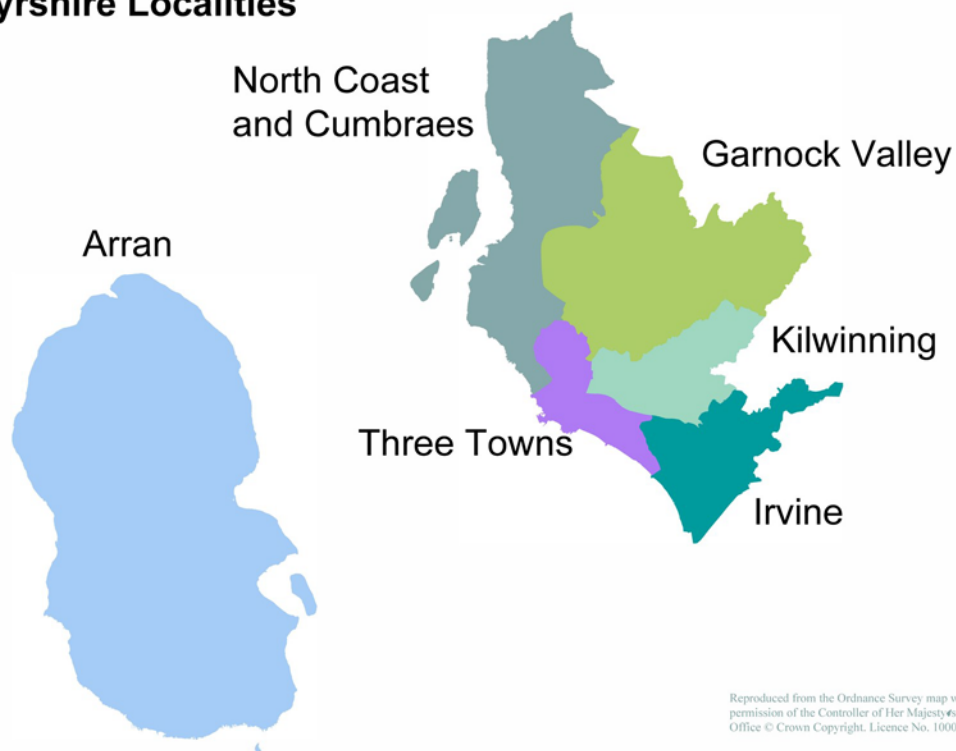 yrshire Localities
North Coast
and Cumbraes
Garnock Valley
Arran
Kilwinning
Three Towns
Irvine
Reproduced from the Ordnance Survey map w
permission of the Controller of Her Majesty's
Office © Crown Copyright. Licence No. 1000